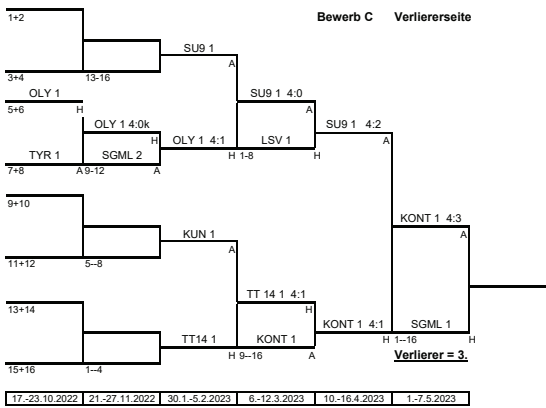 Bewerb C Verliererseite
1+2
SU9 1
A
3+4 13-16
OLY 1 SU9 1 4:0
5+6 H A
OLY 1 4:0k SU9 1 4:2
H OLY 1 4:1 LSV 1 A
TYR 1 SGML 2 H 1-8 H
7+8 A 9-12 A
9+10
KONT 1 4:3
KUN 1 A
A
11+12 5--8
TT 14 1 4:1
13+14 H
KONT 1 4:1 SGML 1
TT14 1 KONT 1 H 1--16 H
H 9--16 A Verlierer = 3.
15+16 1--4
17.-23.10.2022 21.-27.11.2022 30.1.-5.2.2023 6.-12.3.2023 10.-16.4.2023 1.-7.5.2023